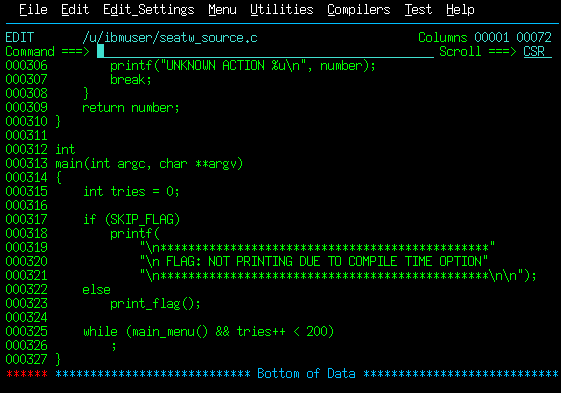 File  Edit  Edit_Settings  Menu  Utilities  Compilers  Test  Help
EDIT       /u/ibmuser/seatw_source.c                       Columns 00001 00072
Command ===>                                                  Scroll ===> CSR
000306         printf("UNKNOWN ACTION %u\n", number);
000307         break;
000308     }
000309    return number;
000310 }
000311
000312 int
000313 main(int argc, char **argv)
000314 {
000315    int tries = 0;
000316
000317    if (SKIP_FLAG)
000318        printf(
000319            "\n***********************************************"
000320            "\n FLAG: NOT PRINTING DUE TO COMPILE TIME OPTION"
000321            "\n***********************************************\n\n");
000322    else
000323        print_flag();
000324
000325    while (main_menu() && tries++ < 200)
000326        ;
000327 }
****** **************************** Bottom of Data ************************